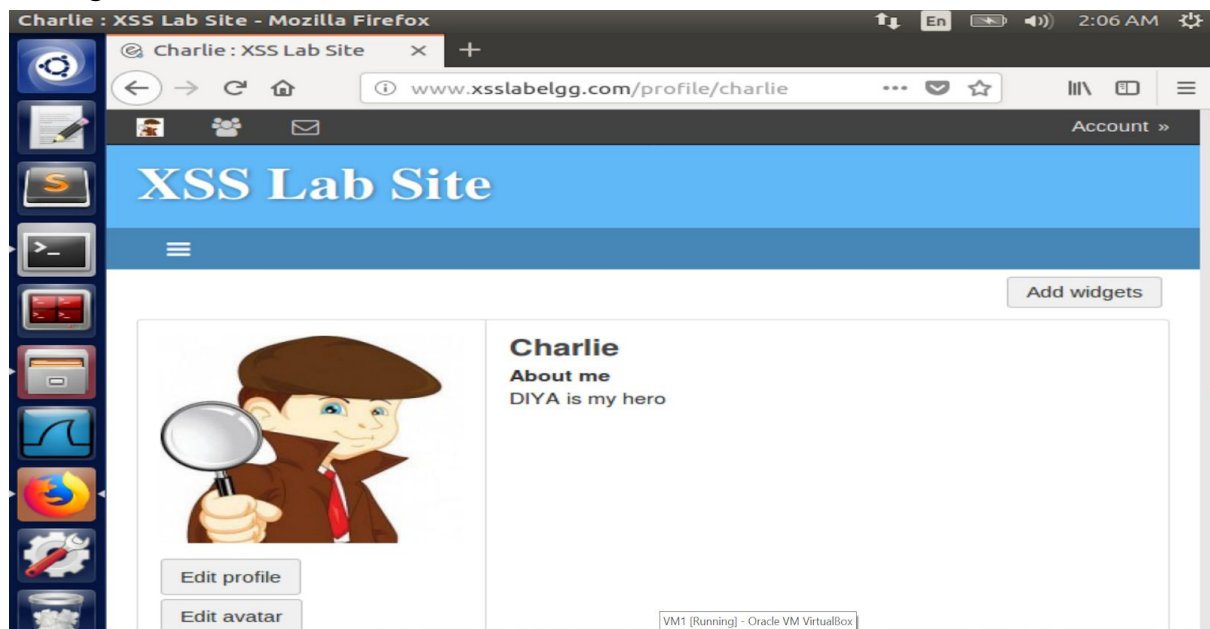 Charlie : XSS Lab Site - Mozilla Firefox En 2:06 AM
Charlie : XSS Lab Site
www.xsslabelgg.com/profile/charlie
Account »
XSS Lab Site
Add widgets
Charlie
About me
DIYA is my hero
Edit profile
Edit avatar
VM1 [Running] - Oracle VM VirtualBox